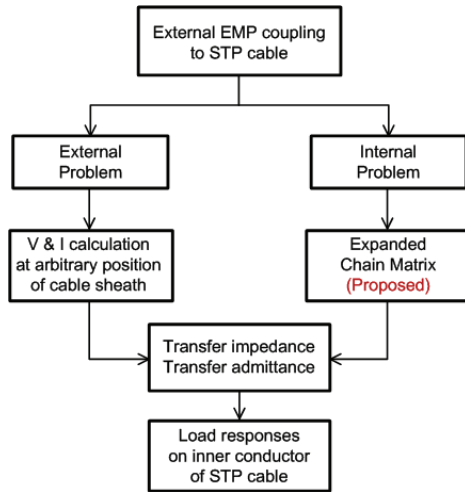 External EMP coupling
to STP cable
External
Problem
Internal
Problem
V & I calculation
at arbitrary position
of cable sheath
Expanded
Chain Matrix
(Proposed)
Transfer impedance
Transfer admittance
Load responses
on inner conductor
of STP cable